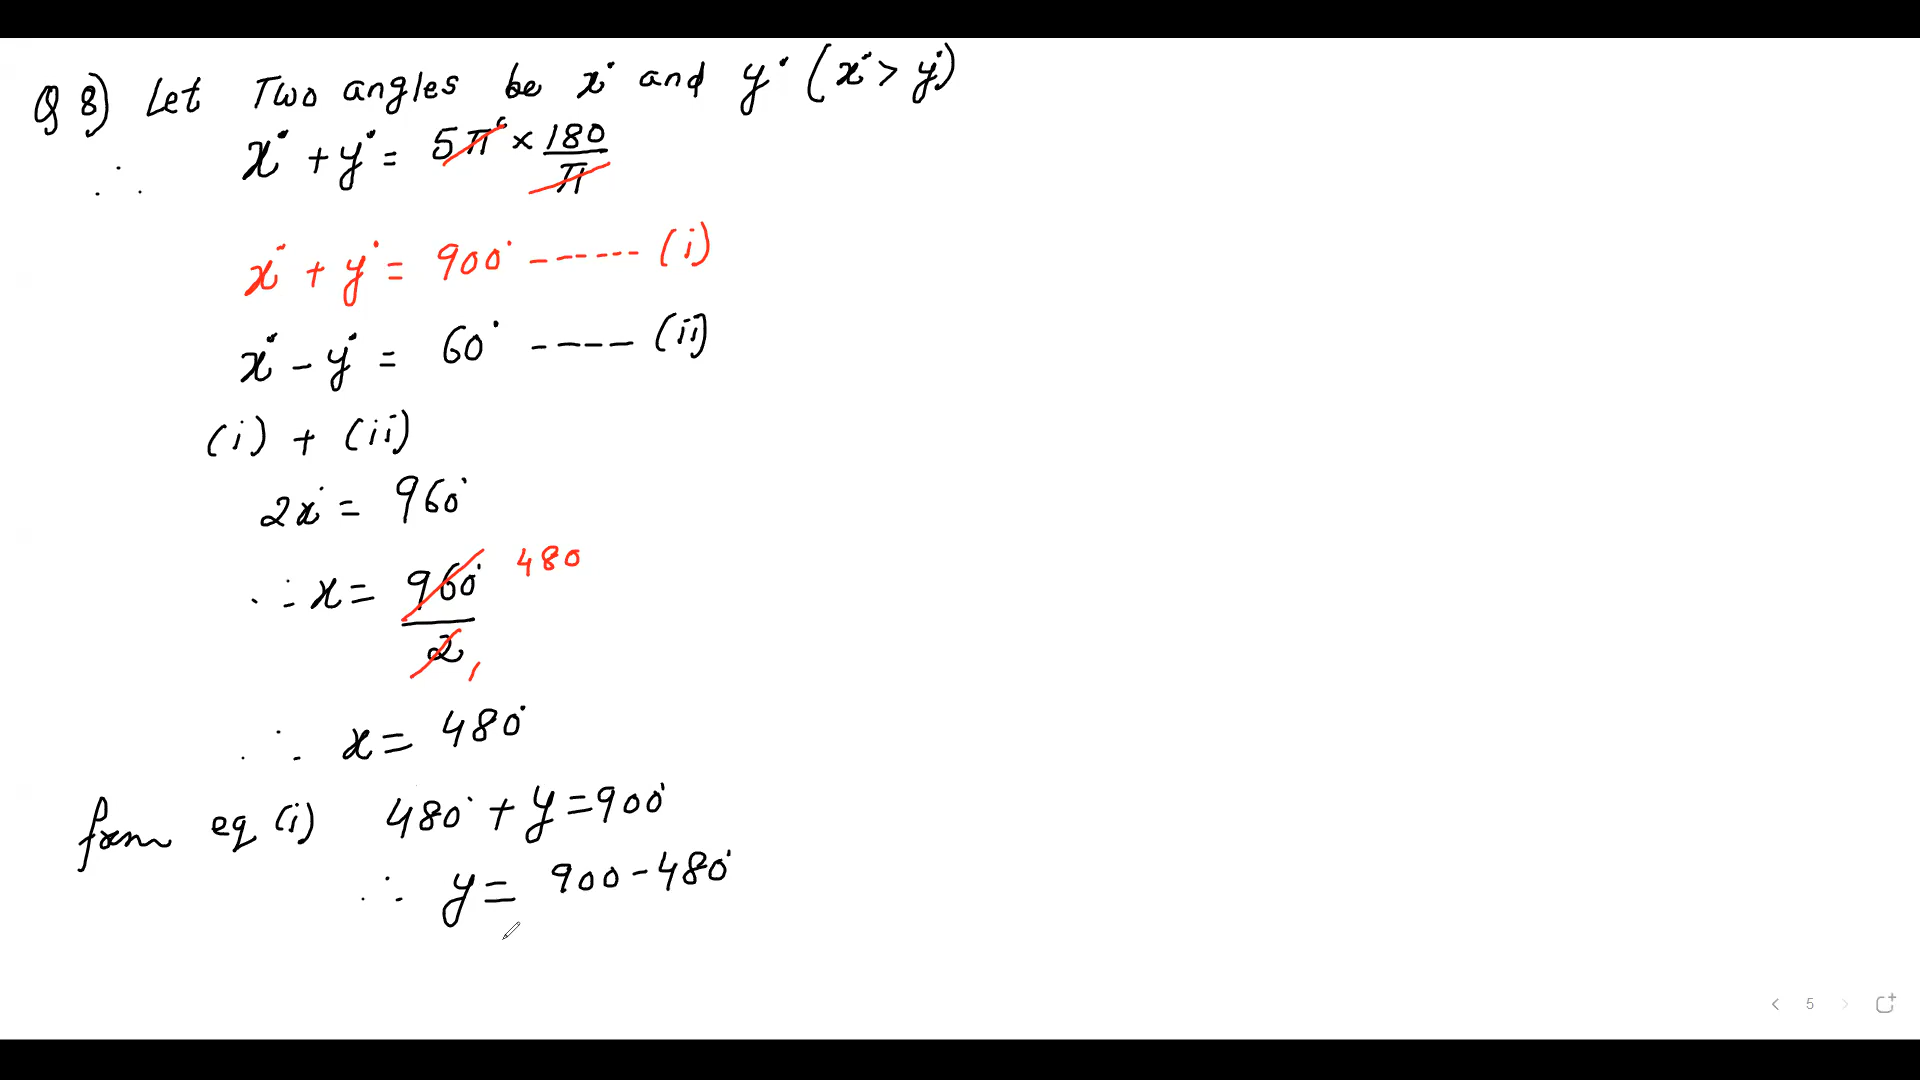 Q 8) Let Two angles be x° and y° (x° > y°)
∴ x° + y° = 5π^c × 180/π
x° + y° = 900° ------ (i)
x° - y° = 60° ---- (ii)
(i) + (ii)
2x° = 960°
∴ x = 960°/2 480 1
∴ x = 480°
from eq (i) 480° + y = 900°
∴ y = 900 - 480°
5